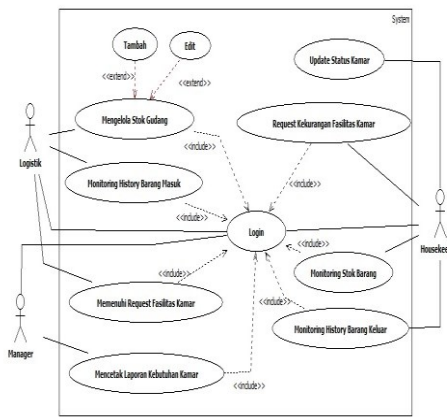 System
Tambah
Edit
Update Status Kamar
<<extend>>
<<extend>>
Mengelola Stok Gudang
Request Kekurangan Fasilitas Kamar
Logistik
<<include>>
<<include>>
Monitoring History Barang Masuk
<<include>>
Login
Housekee
<<include>>
Monitoring Stok Barang
<<include>>
<<include>>
Memenuhi Request Fasilitas Kamar
Monitoring History Barang Keluar
Manager
Mencetak Laporan Kebutuhan Kamar
<<include>>